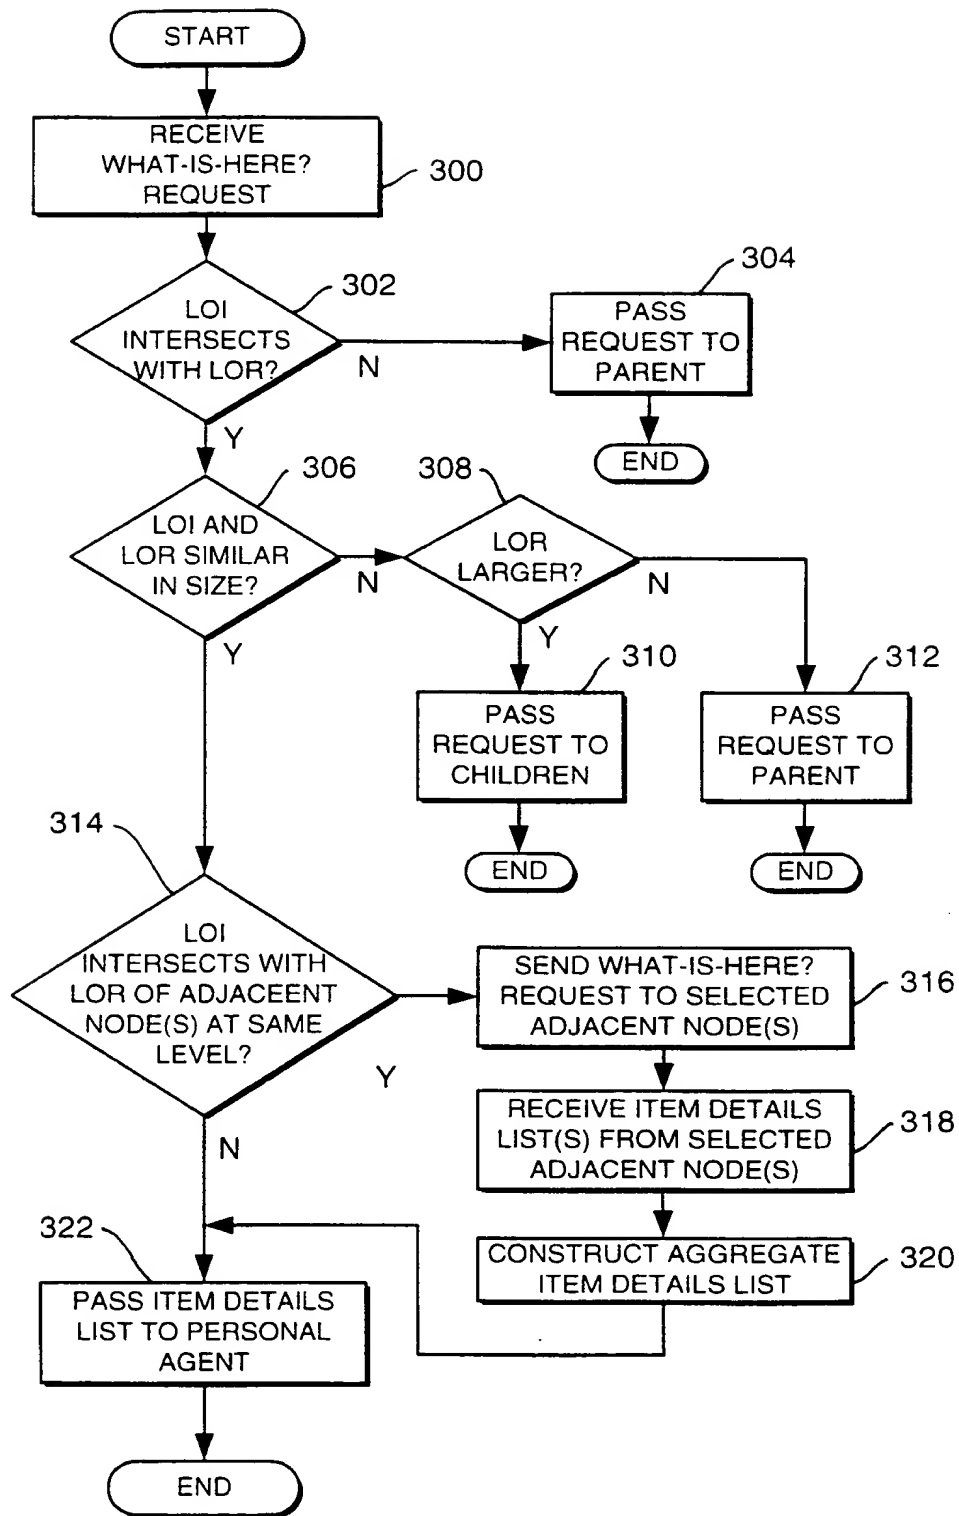 START
RECEIVE
WHAT-IS-HERE?
REQUEST
300
LOI
INTERSECTS
WITH LOR?
302
N
Y
304
PASS
REQUEST TO
PARENT
END
LOI AND
LOR SIMILAR
IN SIZE?
306
N
Y
308
LOR
LARGER?
N
Y
310
PASS
REQUEST TO
CHILDREN
END
312
PASS
REQUEST TO
PARENT
END
314
LOI
INTERSECTS WITH
LOR OF ADJACEENT
NODE(S) AT SAME
LEVEL?
Y
N
SEND WHAT-IS-HERE?
REQUEST TO SELECTED
ADJACENT NODE(S)
316
RECEIVE ITEM DETAILS
LIST(S) FROM SELECTED
ADJACENT NODE(S)
318
CONSTRUCT AGGREGATE
ITEM DETAILS LIST
320
322
PASS ITEM DETAILS
LIST TO PERSONAL
AGENT
END